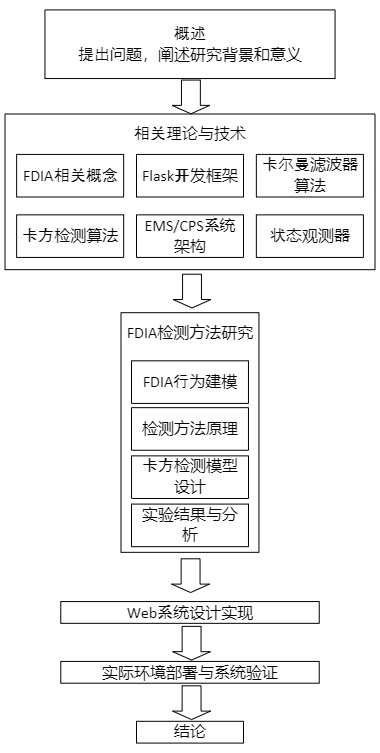 概述
提出问题，阐述研究背景和意义
相关理论与技术
FDIA相关概念
Flask开发框架
卡尔曼滤波器
算法
卡方检测算法
EMS/CPS系统
架构
状态观测器
FDIA检测方法研究
FDIA行为建模
检测方法原理
卡方检测模型
设计
实验结果与分
析
Web系统设计实现
实际环境部署与系统验证
结论